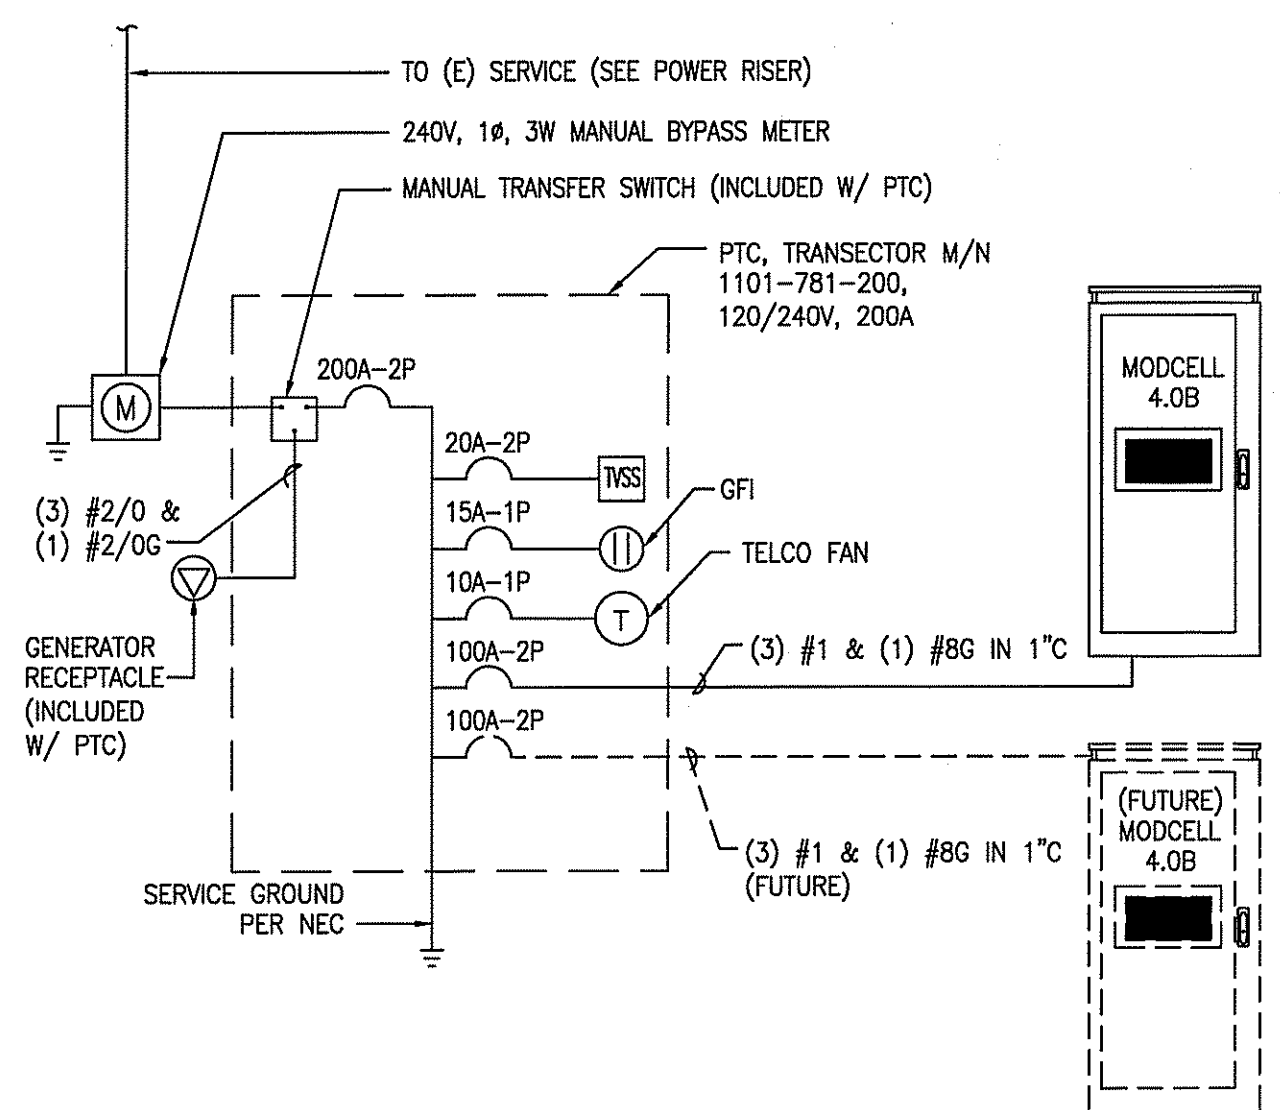 TO (E) SERVICE (SEE POWER RISER)
240V, 1ø, 3W MANUAL BYPASS METER
MANUAL TRANSFER SWITCH (INCLUDED W/ PTC)
PTC, TRANSECTOR M/N
1101-781-200,
120/240V, 200A
MODCELL
4.0B
200A-2P
M
20A-2P
TVSS
(3) #2/0 &
(1) #2/0G
15A-1P
GFI
10A-1P
T
TELCO FAN
GENERATOR
RECEPTACLE
(INCLUDED
W/ PTC)
100A-2P
(3) #1 & (1) #8G IN 1"C
100A-2P
(FUTURE)
MODCELL
4.0B
(3) #1 & (1) #8G IN 1"C
(FUTURE)
SERVICE GROUND
PER NEC